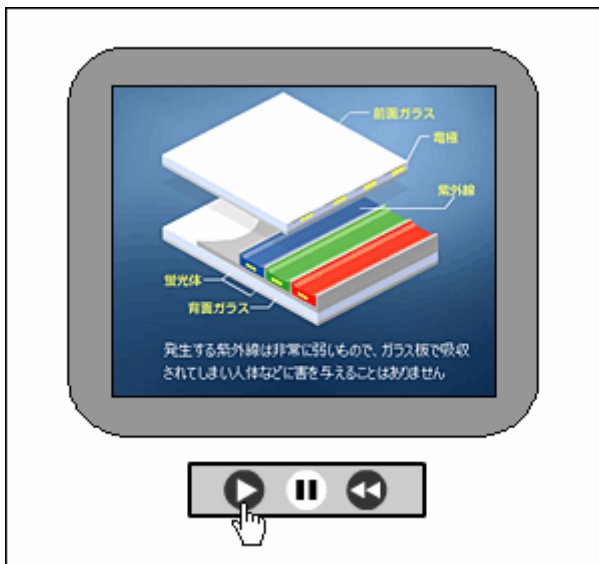 前面ガラス
電極
紫外線
蛍光体
背面ガラス
発生する紫外線は非常に弱いもので、ガラス板で吸収
されてしまい人体などに害を与えることはありません